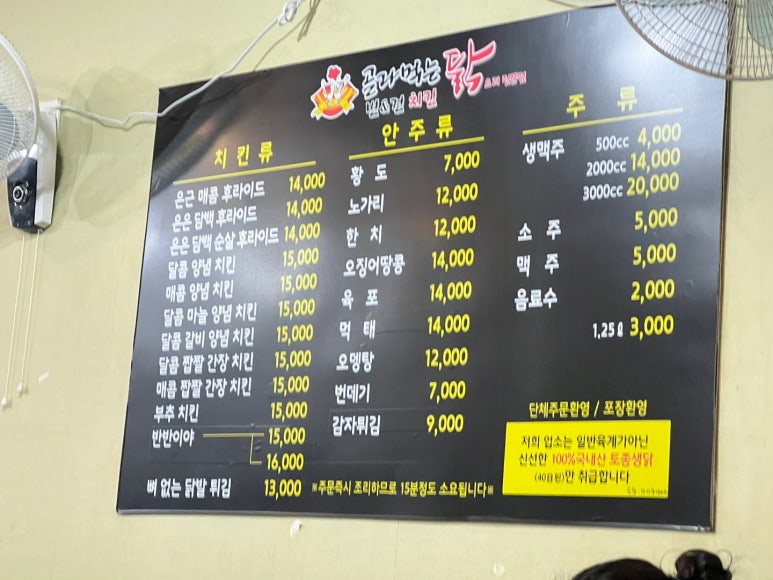 골라먹는 닭
빈&컨 치킨
치 킨 류
은근 매콤 후라이드 14,000
은은 담백 후라이드 14,000
은은 담백 순살 후라이드 14,000
달콤 양념 치킨 15,000
매콤 양념 치킨 15,000
달콤 마늘 양념 치킨 15,000
달콤 갈비 양념 치킨 15,000
달콤 짭짤 간장 치킨 15,000
매콤 짭짤 간장 치킨 15,000
부추 치킨 15,000
반반이야 15,000
16,000
뼈 없는 닭발 튀김 13,000
안 주 류
황 도 7,000
노가리 12,000
한 치 12,000
오징어땅콩 14,000
육 포 14,000
먹 태 14,000
오뎅탕 12,000
번데기 7,000
감자튀김 9,000
※주문즉시 조리하므로 15분정도 소요됩니다※
주 류
생맥주 500cc 4,000
2000cc 14,000
3000cc 20,000
소 주 5,000
맥 주 5,000
음료수 2,000
1.25ℓ 3,000
단체주문환영 / 포장환영
저희 업소는 일반육계가아닌
신선한 100%국내산 토종생닭
만 취급합니다